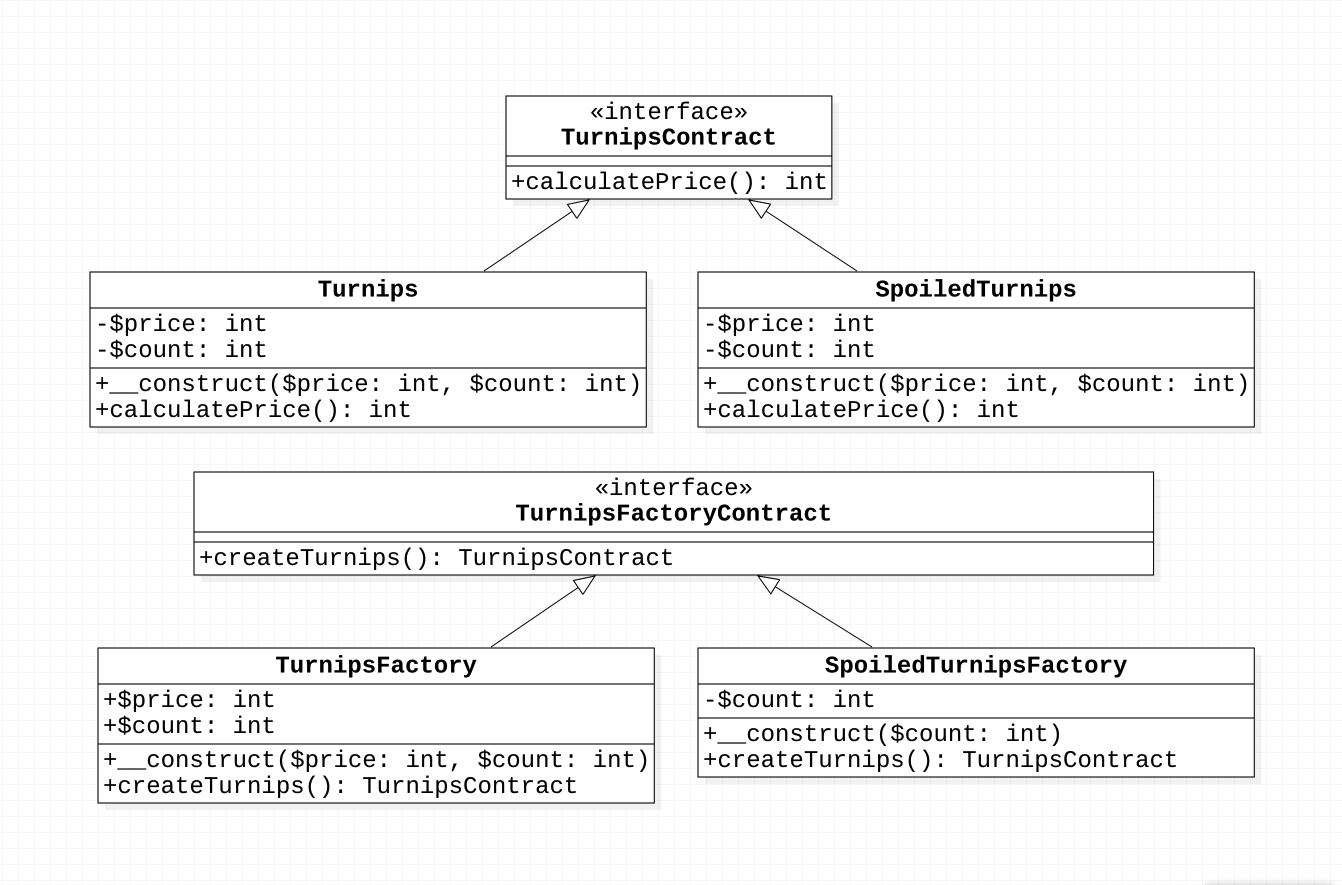 «interface»
TurnipsContract
+calculatePrice(): int
Turnips
-$price: int
-$count: int
+__construct($price: int, $count: int)
+calculatePrice(): int
SpoiledTurnips
-$price: int
-$count: int
+__construct($price: int, $count: int)
+calculatePrice(): int
«interface»
TurnipsFactoryContract
+createTurnips(): TurnipsContract
TurnipsFactory
+$price: int
+$count: int
+__construct($price: int, $count: int)
+createTurnips(): TurnipsContract
SpoiledTurnipsFactory
-$count: int
+__construct($count: int)
+createTurnips(): TurnipsContract